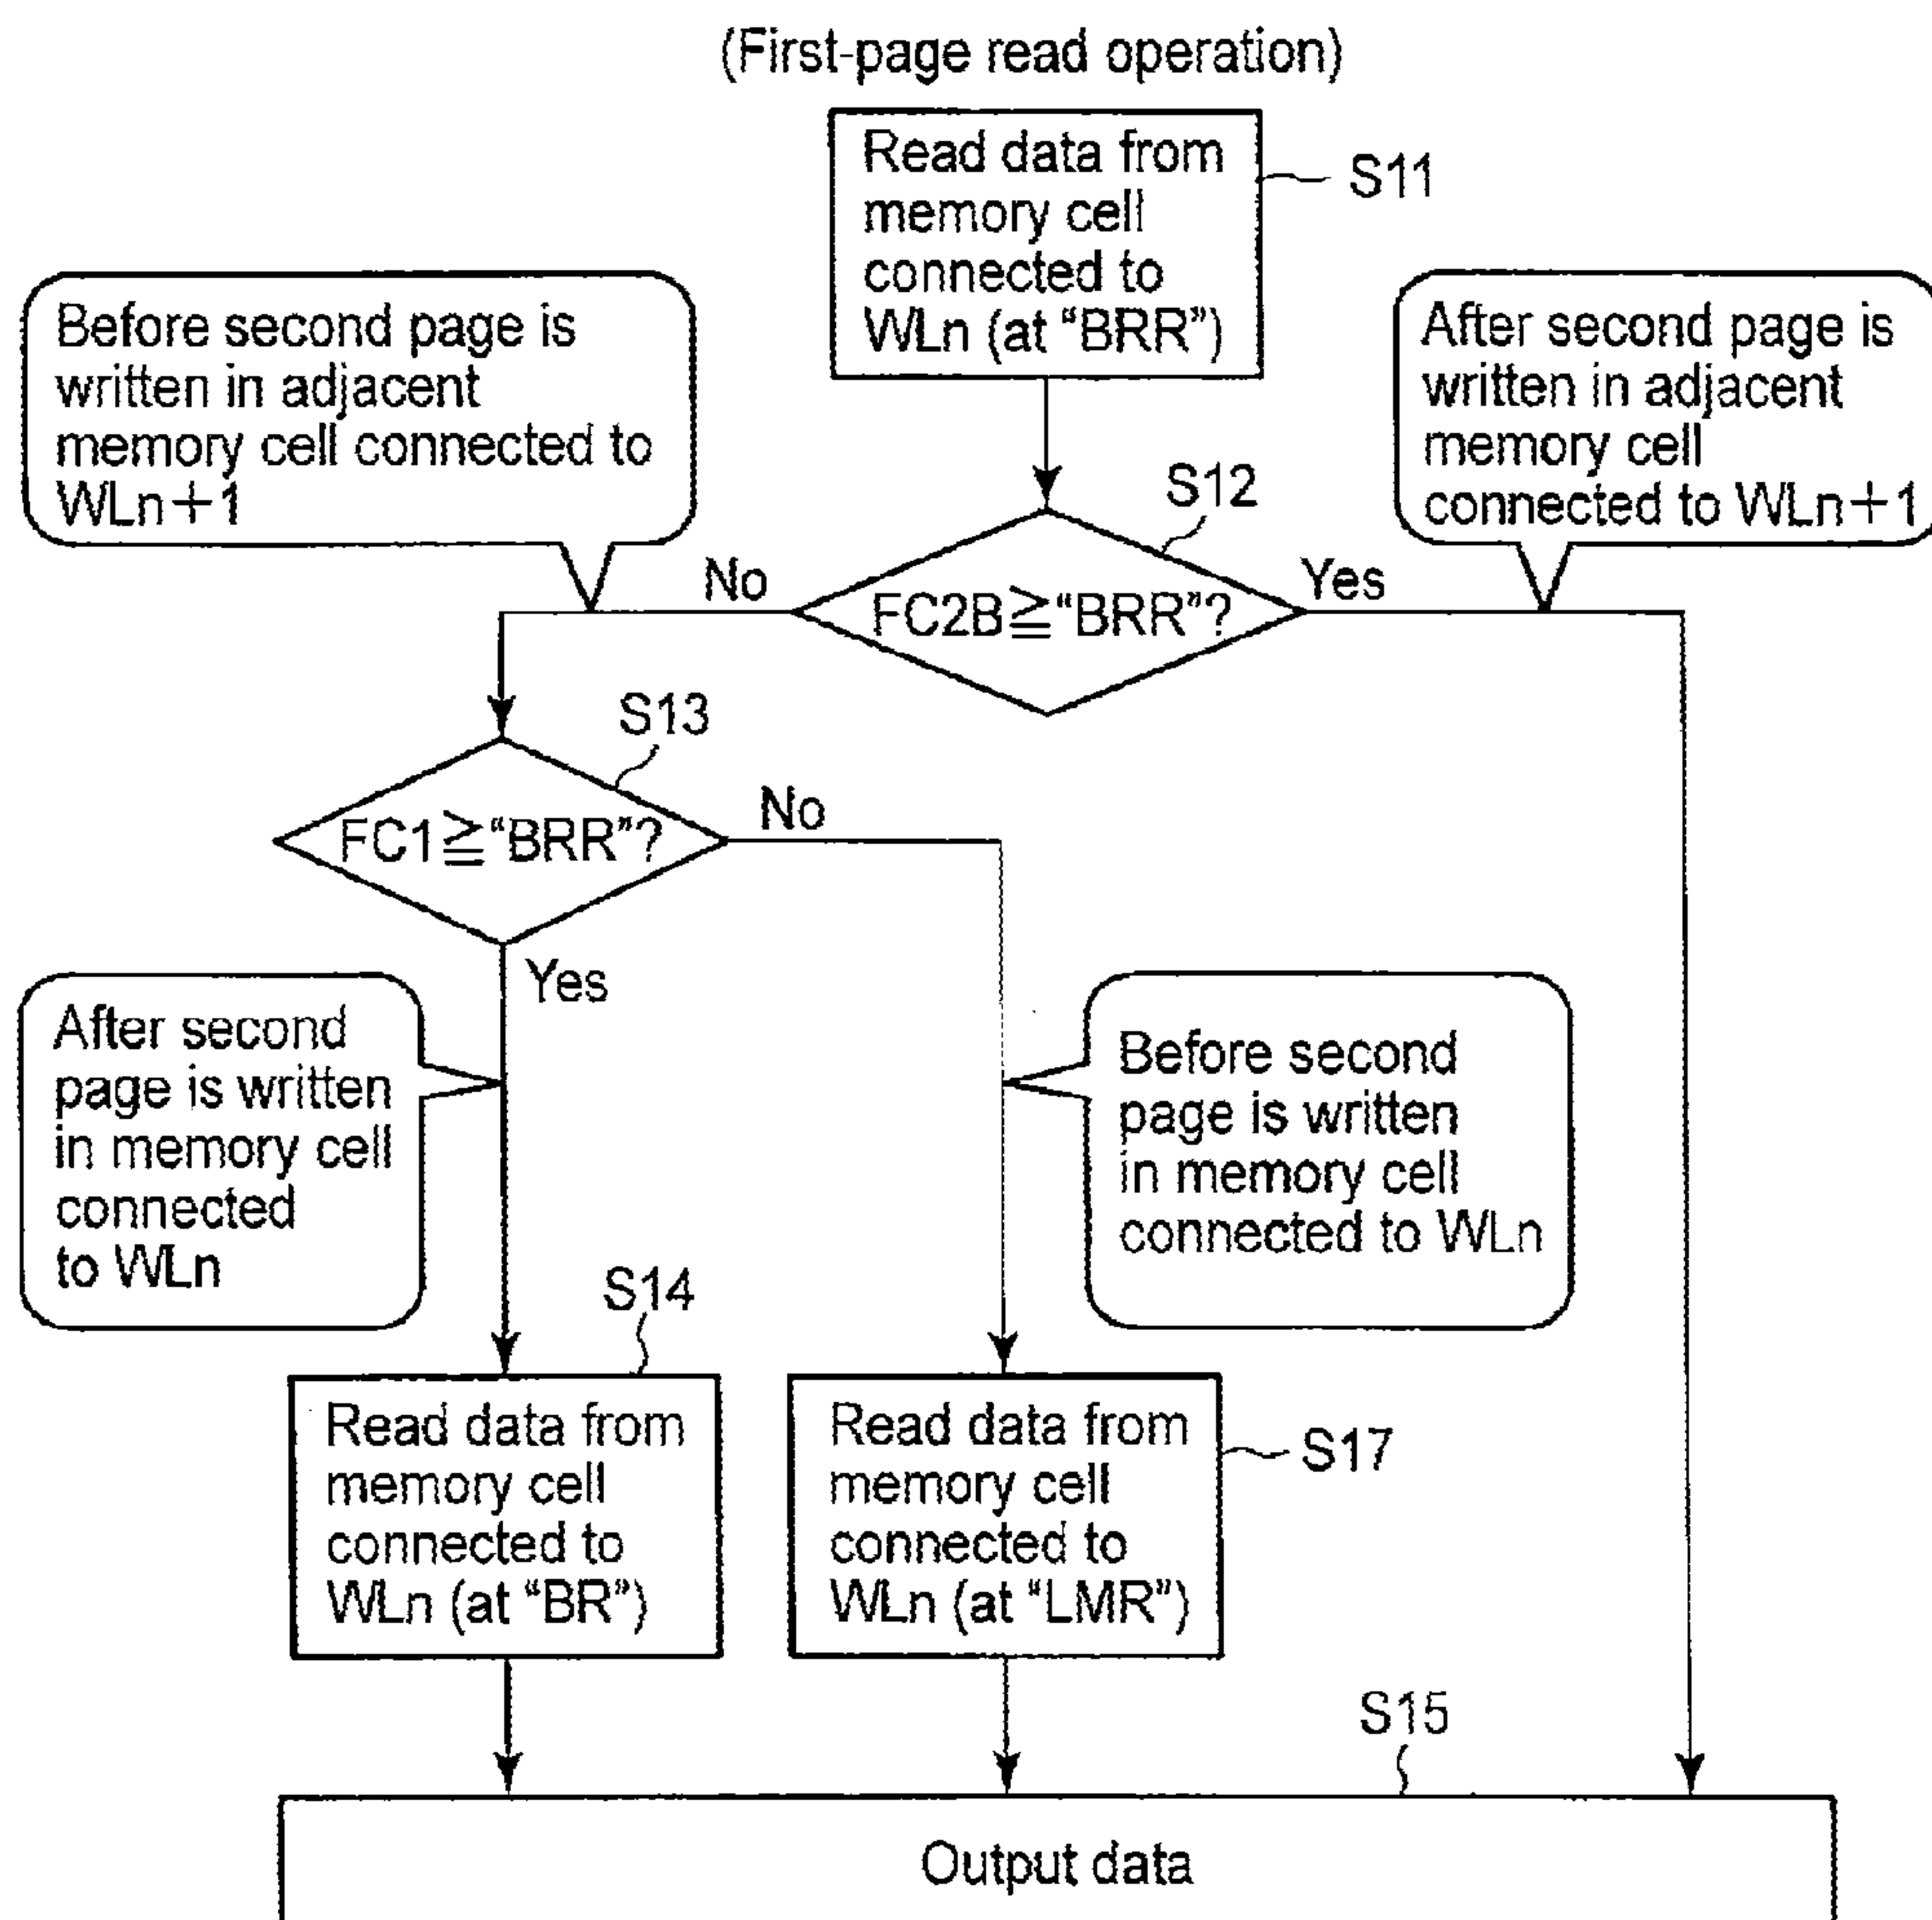 (First-page read operation)
Read data from
memory cell
connected to
WLn (at “BRR”)
S11
Before second page is
written in adjacent
memory cell connected to
WLn+1
After second page is
written in adjacent
memory cell
connected to WLn+1
S12
No
FC2B≧“BRR”?
Yes
S13
FC1≧“BRR”?
No
Yes
After second
page is written
in memory cell
connected
to WLn
Before second
page is written
in memory cell
connected to WLn
S14
Read data from
memory cell
connected to
WLn (at “BR”)
Read data from
memory cell
connected to
WLn (at “LMR”)
S17
S15
Output data